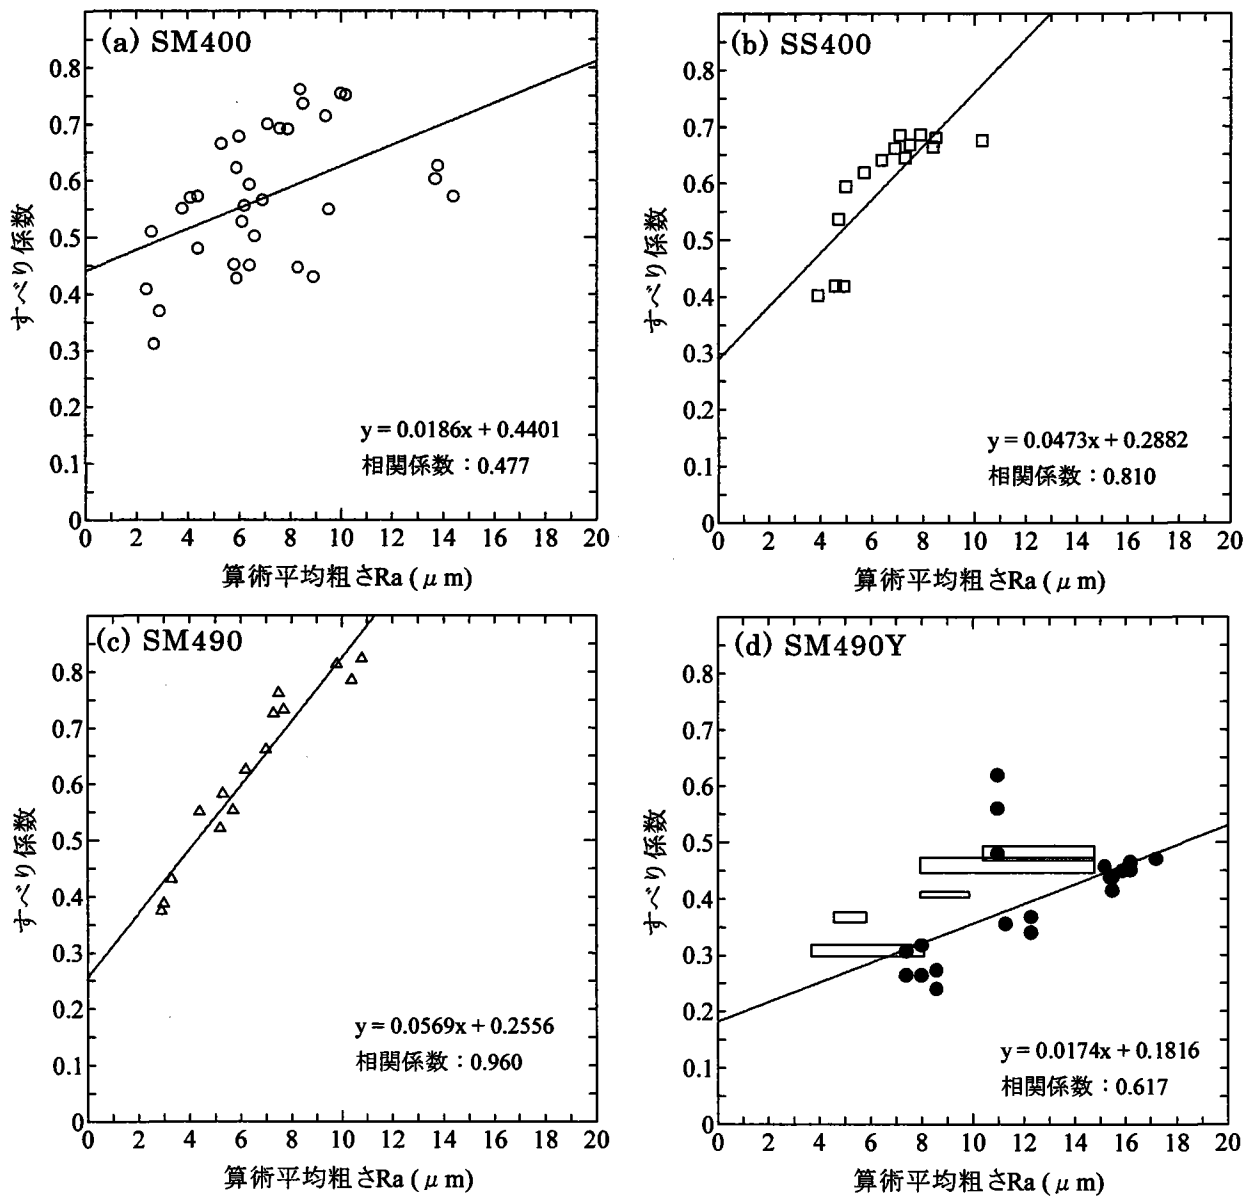 (a) SM400
0.8
0.7
0.6
0.5
0.4
0.3
0.2
0.1
0
すべり係数
y = 0.0186x + 0.4401
相関係数：0.477
0 2 4 6 8 10 12 14 16 18 20
算術平均粗さRa (μm)
(b) SS400
0.8
0.7
0.6
0.5
0.4
0.3
0.2
0.1
0
すべり係数
y = 0.0473x + 0.2882
相関係数：0.810
0 2 4 6 8 10 12 14 16 18 20
算術平均粗さRa (μm)
(c) SM490
0.8
0.7
0.6
0.5
0.4
0.3
0.2
0.1
0
すべり係数
y = 0.0569x + 0.2556
相関係数：0.960
0 2 4 6 8 10 12 14 16 18 20
算術平均粗さRa (μm)
(d) SM490Y
0.8
0.7
0.6
0.5
0.4
0.3
0.2
0.1
0
すべり係数
y = 0.0174x + 0.1816
相関係数：0.617
0 2 4 6 8 10 12 14 16 18 20
算術平均粗さRa (μm)